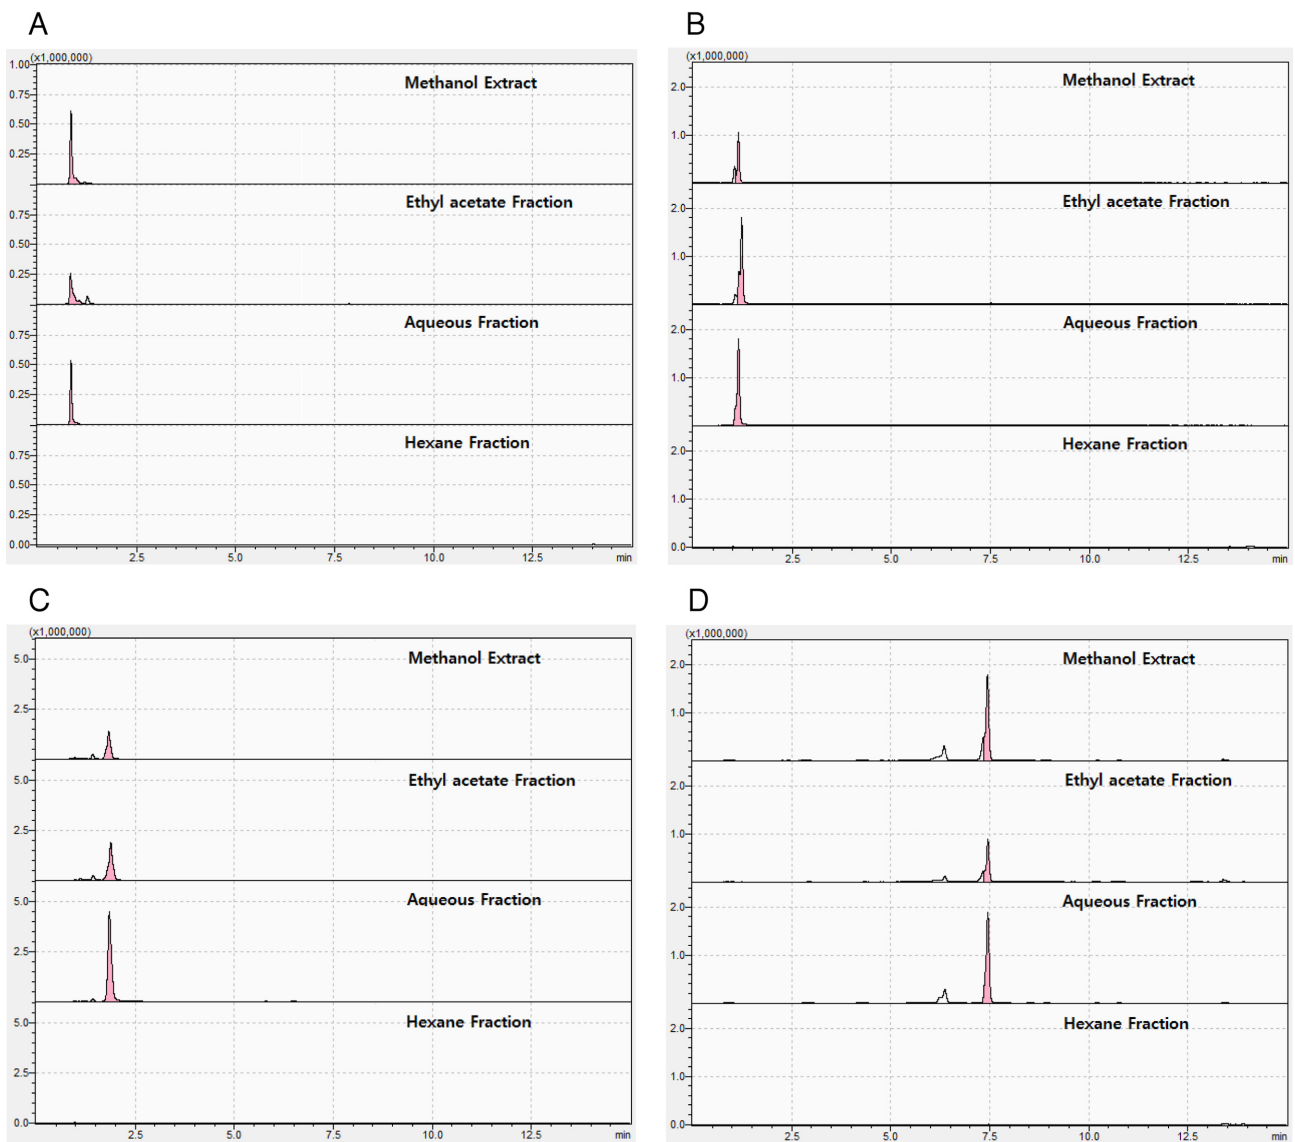 A
(x1,000,000)
1.00
Methanol Extract
0.75
0.50
0.25
Ethyl acetate Fraction
0.75
0.50
0.25
Aqueous Fraction
0.75
0.50
0.25
Hexane Fraction
0.75
0.50
0.25
0.00
2.5 5.0 7.5 10.0 12.5 min
B
(x1,000,000)
Methanol Extract
2.0
1.0
Ethyl acetate Fraction
2.0
1.0
Aqueous Fraction
2.0
1.0
Hexane Fraction
2.0
1.0
0.0
2.5 5.0 7.5 10.0 12.5 min
C
(x1,000,000)
5.0 Methanol Extract
2.5
5.0 Ethyl acetate Fraction
2.5
5.0 Aqueous Fraction
2.5
5.0 Hexane Fraction
2.5
0.0
2.5 5.0 7.5 10.0 12.5 min
D
(x1,000,000)
2.0 Methanol Extract
1.0
Ethyl acetate Fraction
2.0
1.0
Aqueous Fraction
2.0
1.0
Hexane Fraction
2.0
1.0
0.0
2.5 5.0 7.5 10.0 12.5 min